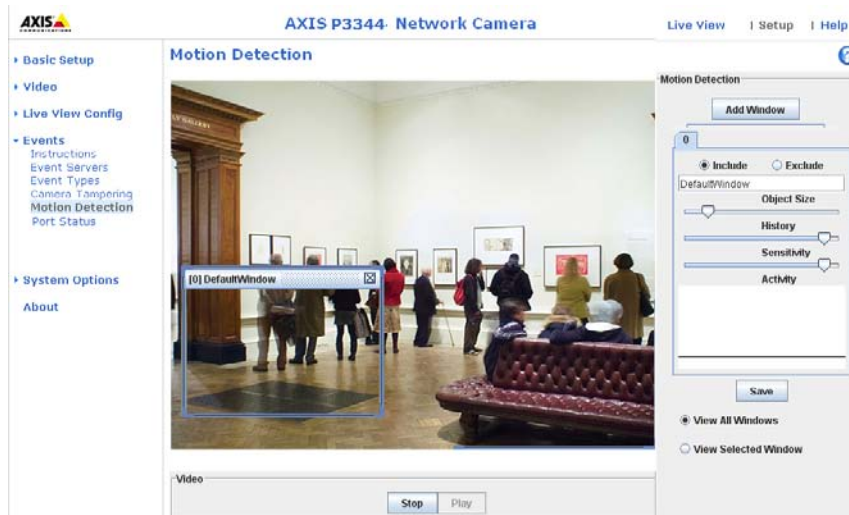 AXIS
COMMUNICATIONS
AXIS P3344 Network Camera
Live View | Setup | Help
Basic Setup
Video
Live View Config
Events
Instructions
Event Servers
Event Types
Camera Tampering
Motion Detection
Port Status
System Options
About
Motion Detection
[0] DefaultWindow
Video
Stop Play
?
Motion Detection
Add Window
0
Include Exclude
DefaultWindow
Object Size
History
Sensitivity
Activity
Save
View All Windows
View Selected Window